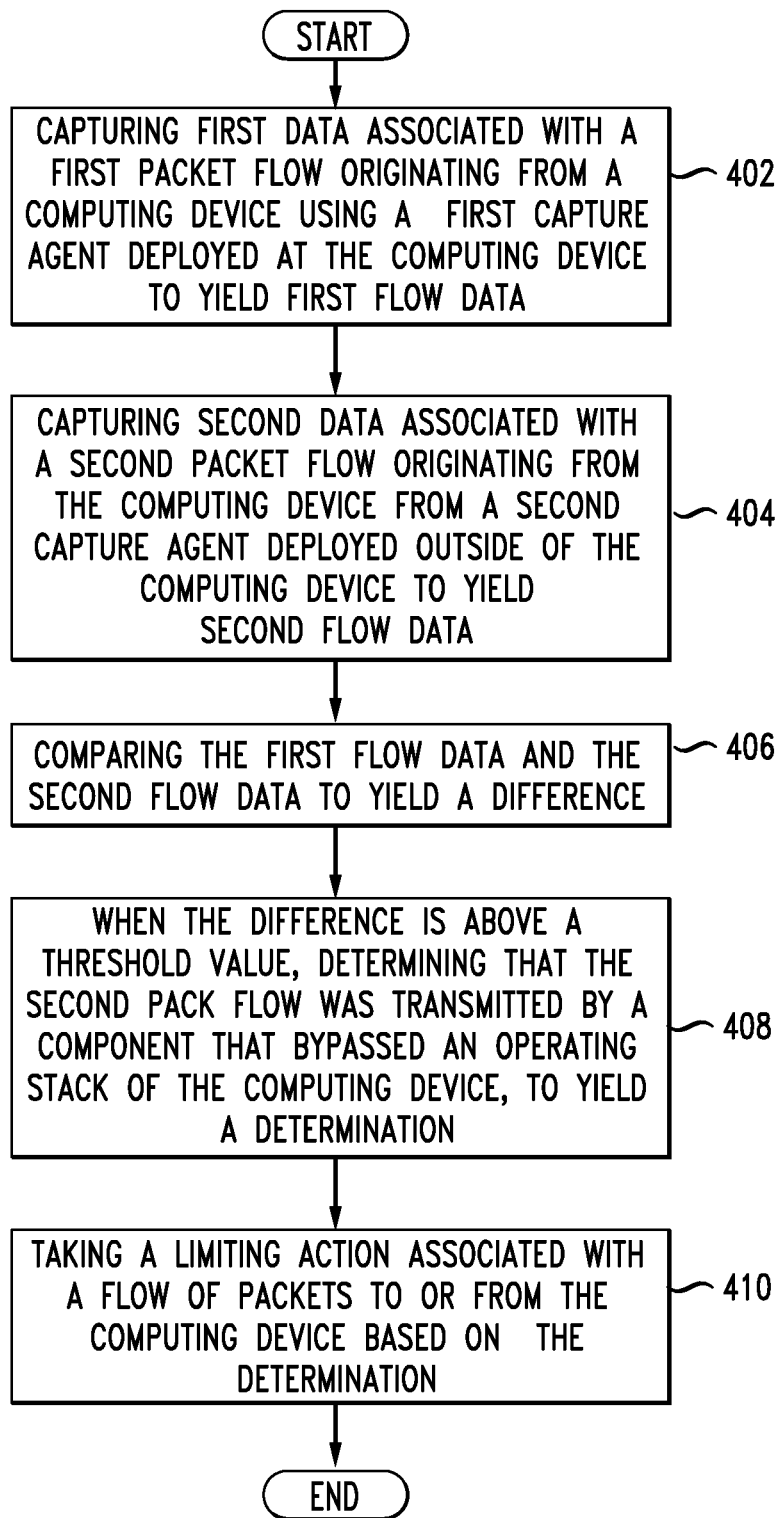 START
CAPTURING FIRST DATA ASSOCIATED WITH A
FIRST PACKET FLOW ORIGINATING FROM A
COMPUTING DEVICE USING A FIRST CAPTURE
AGENT DEPLOYED AT THE COMPUTING DEVICE
TO YIELD FIRST FLOW DATA
402
CAPTURING SECOND DATA ASSOCIATED WITH
A SECOND PACKET FLOW ORIGINATING FROM
THE COMPUTING DEVICE FROM A SECOND
CAPTURE AGENT DEPLOYED OUTSIDE OF THE
COMPUTING DEVICE TO YIELD
SECOND FLOW DATA
404
COMPARING THE FIRST FLOW DATA AND THE
SECOND FLOW DATA TO YIELD A DIFFERENCE
406
WHEN THE DIFFERENCE IS ABOVE A
THRESHOLD VALUE, DETERMINING THAT THE
SECOND PACK FLOW WAS TRANSMITTED BY A
COMPONENT THAT BYPASSED AN OPERATING
STACK OF THE COMPUTING DEVICE, TO YIELD
A DETERMINATION
408
TAKING A LIMITING ACTION ASSOCIATED WITH
A FLOW OF PACKETS TO OR FROM THE
COMPUTING DEVICE BASED ON THE
DETERMINATION
410
END